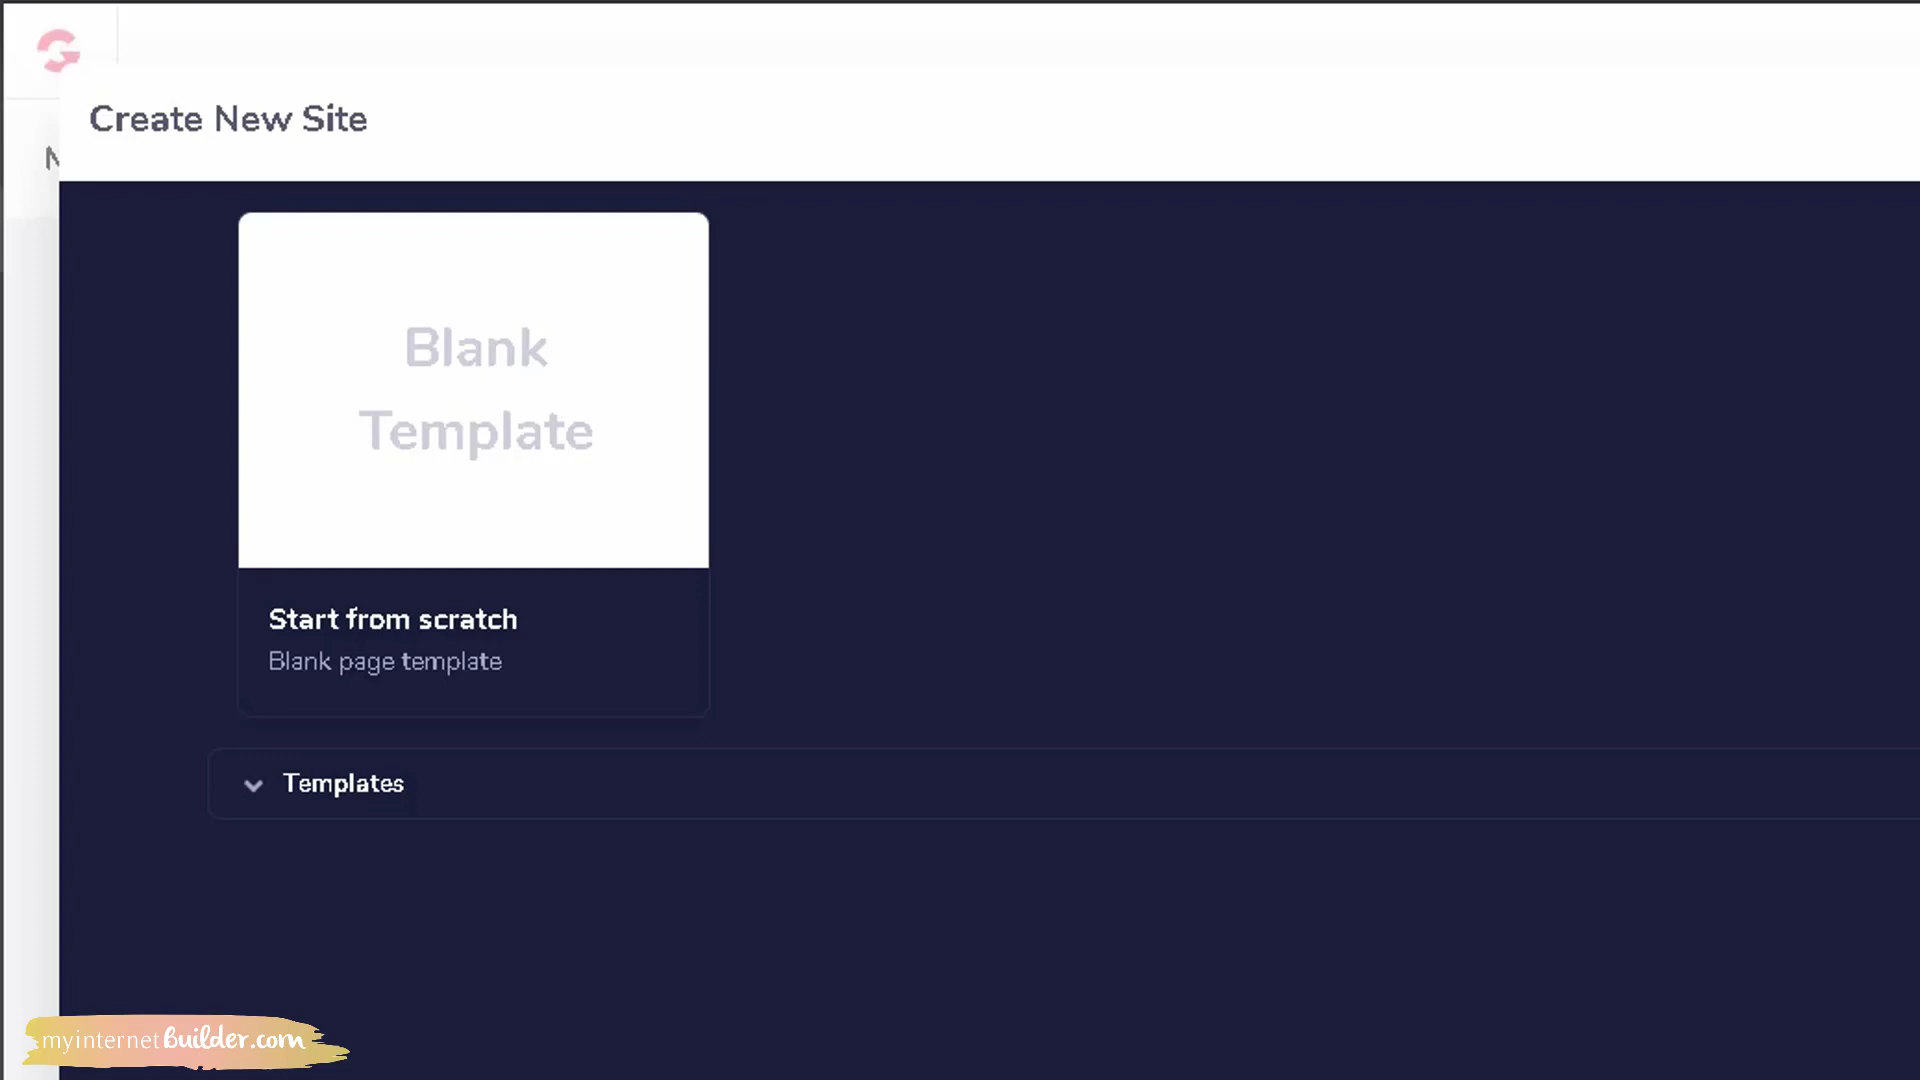 Create New Site
N
Blank
Template
Start from scratch
Blank page template
Templates
myinternetBuilder.com